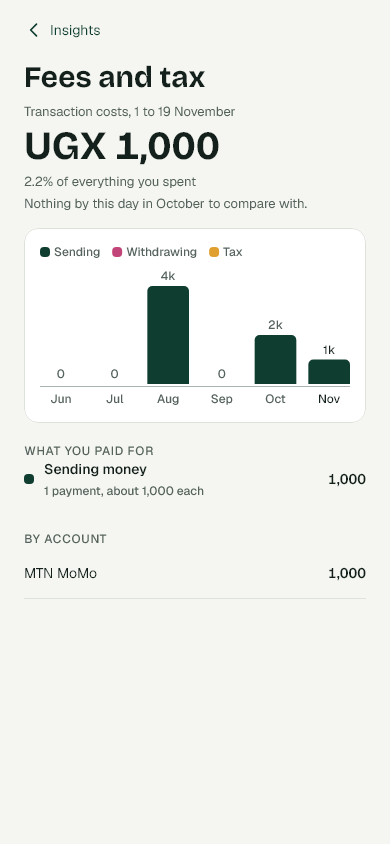 Insights
Fees and tax
Transaction costs, 1 to 19 November
UGX 1,000
2.2% of everything you spent
Nothing by this day in October to compare with.
Sending Withdrawing Tax
4k
2k
1k
0 0 0
Jun Jul Aug Sep Oct Nov
WHAT YOU PAID FOR
Sending money
1,000
1 payment, about 1,000 each
BY ACCOUNT
MTN MoMo 1,000